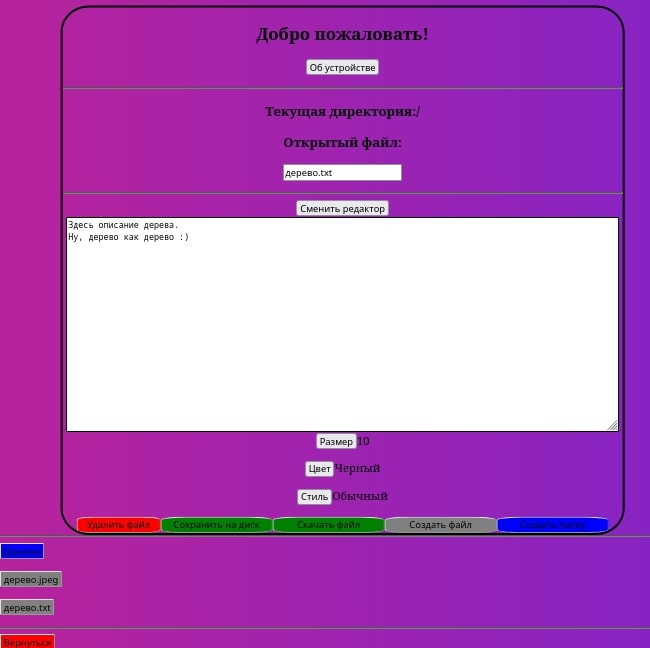 Добро пожаловать!
Об устройстве
Текущая директория:/
Открытый файл:
дерево.txt
Сменить редактор
Здесь описание дерева.
Ну, дерево как дерево :)
Размер 10
Цвет Черный
Стиль Обычный
Удалить файл Сохранить на диск Скачать файл Создать файл Создать папку
дерево.jpeg
дерево.txt
Вернуться